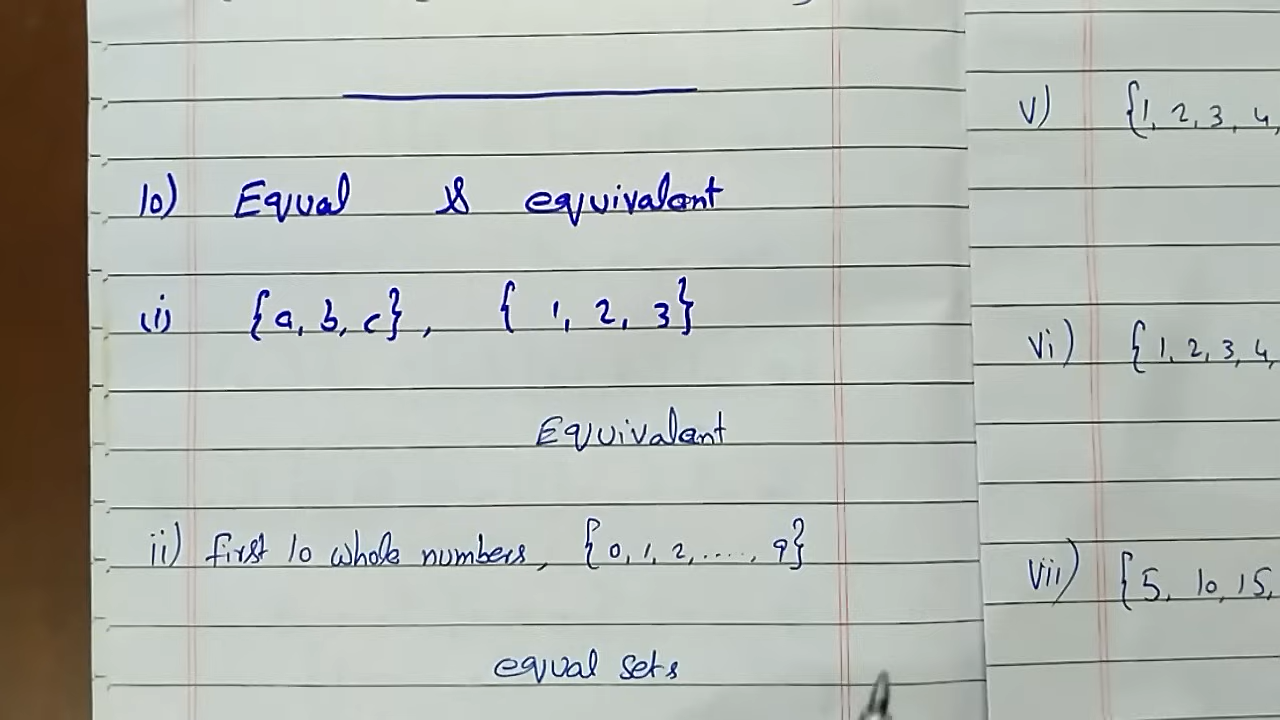 10) Equal & equivalent
(i) {a, b, c}, { 1, 2, 3}
Equivalent
ii) first 10 whole numbers, {0, 1, 2, ...., 9}
equal sets
v) {1, 2, 3, 4,
vi) { 1, 2, 3, 4,
vii) {5, 10, 15,